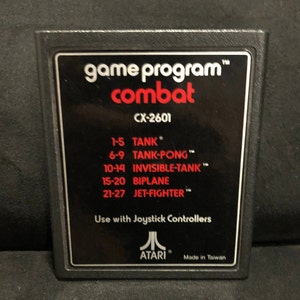 game program™
combat
CX-2601
1-5 TANK®
6-9 TANK-PONG™
10-14 INVISIBLE-TANK™
15-20 BIPLANE
21-27 JET-FIGHTER™
Use with Joystick Controllers
ATARI™
Made in Taiwan